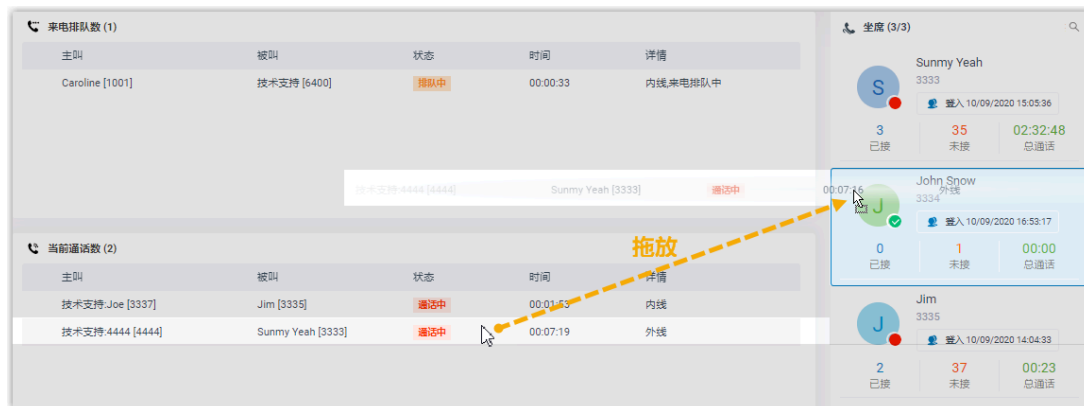 来电排队数 (1)
主叫 被叫 状态 时间 详情
Caroline [1001] 技术支持 [6400] 排队中 00:00:33 内线,来电排队中
技术支持:4444 [4444] Sunmy Yeah [3333] 通话中 00:07:16 外线
当前通话数 (2)
拖放
主叫 被叫 状态 时间 详情
技术支持:Joe [3337] Jim [3335] 通话中 00:01:53 内线
技术支持:4444 [4444] Sunmy Yeah [3333] 通话中 00:07:19 外线
坐席 (3/3)
Sunmy Yeah
S
3333
登入 10/09/2020 15:05:36
3 35 02:32:48
已接 未接 总通话
John Snow
J
3334
登入 10/09/2020 16:53:17
0 1 00:00
已接 未接 总通话
Jim
J
3335
登入 10/09/2020 14:04:33
2 37 00:23
已接 未接 总通话